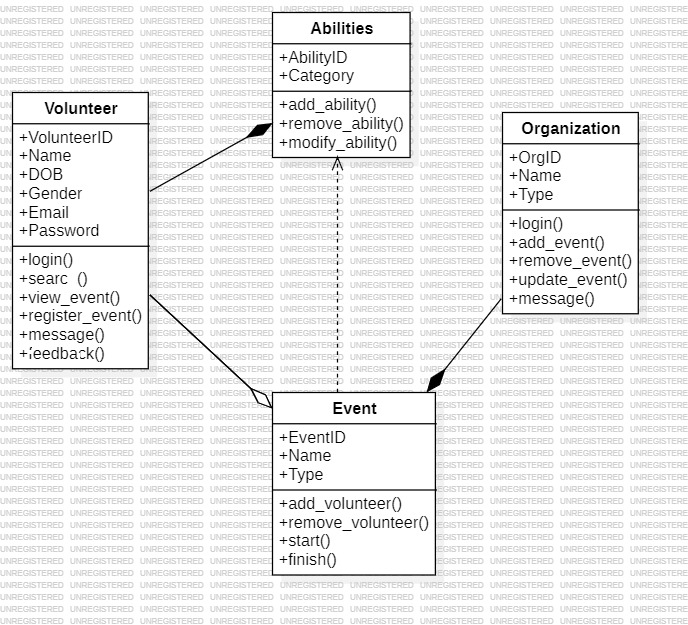 Abilities
+AbilityID
+Category
+add_ability()
+remove_ability()
+modify_ability()
Volunteer
+VolunteerID
+Name
+DOB
+Gender
+Email
+Password
+login()
+searc ()
+view_event()
+register_event()
+message()
+feedback()
Organization
+OrgID
+Name
+Type
+login()
+add_event()
+remove_event()
+update_event()
+message()
Event
+EventID
+Name
+Type
+add_volunteer()
+remove_volunteer()
+start()
+finish()
UNREGISTERED